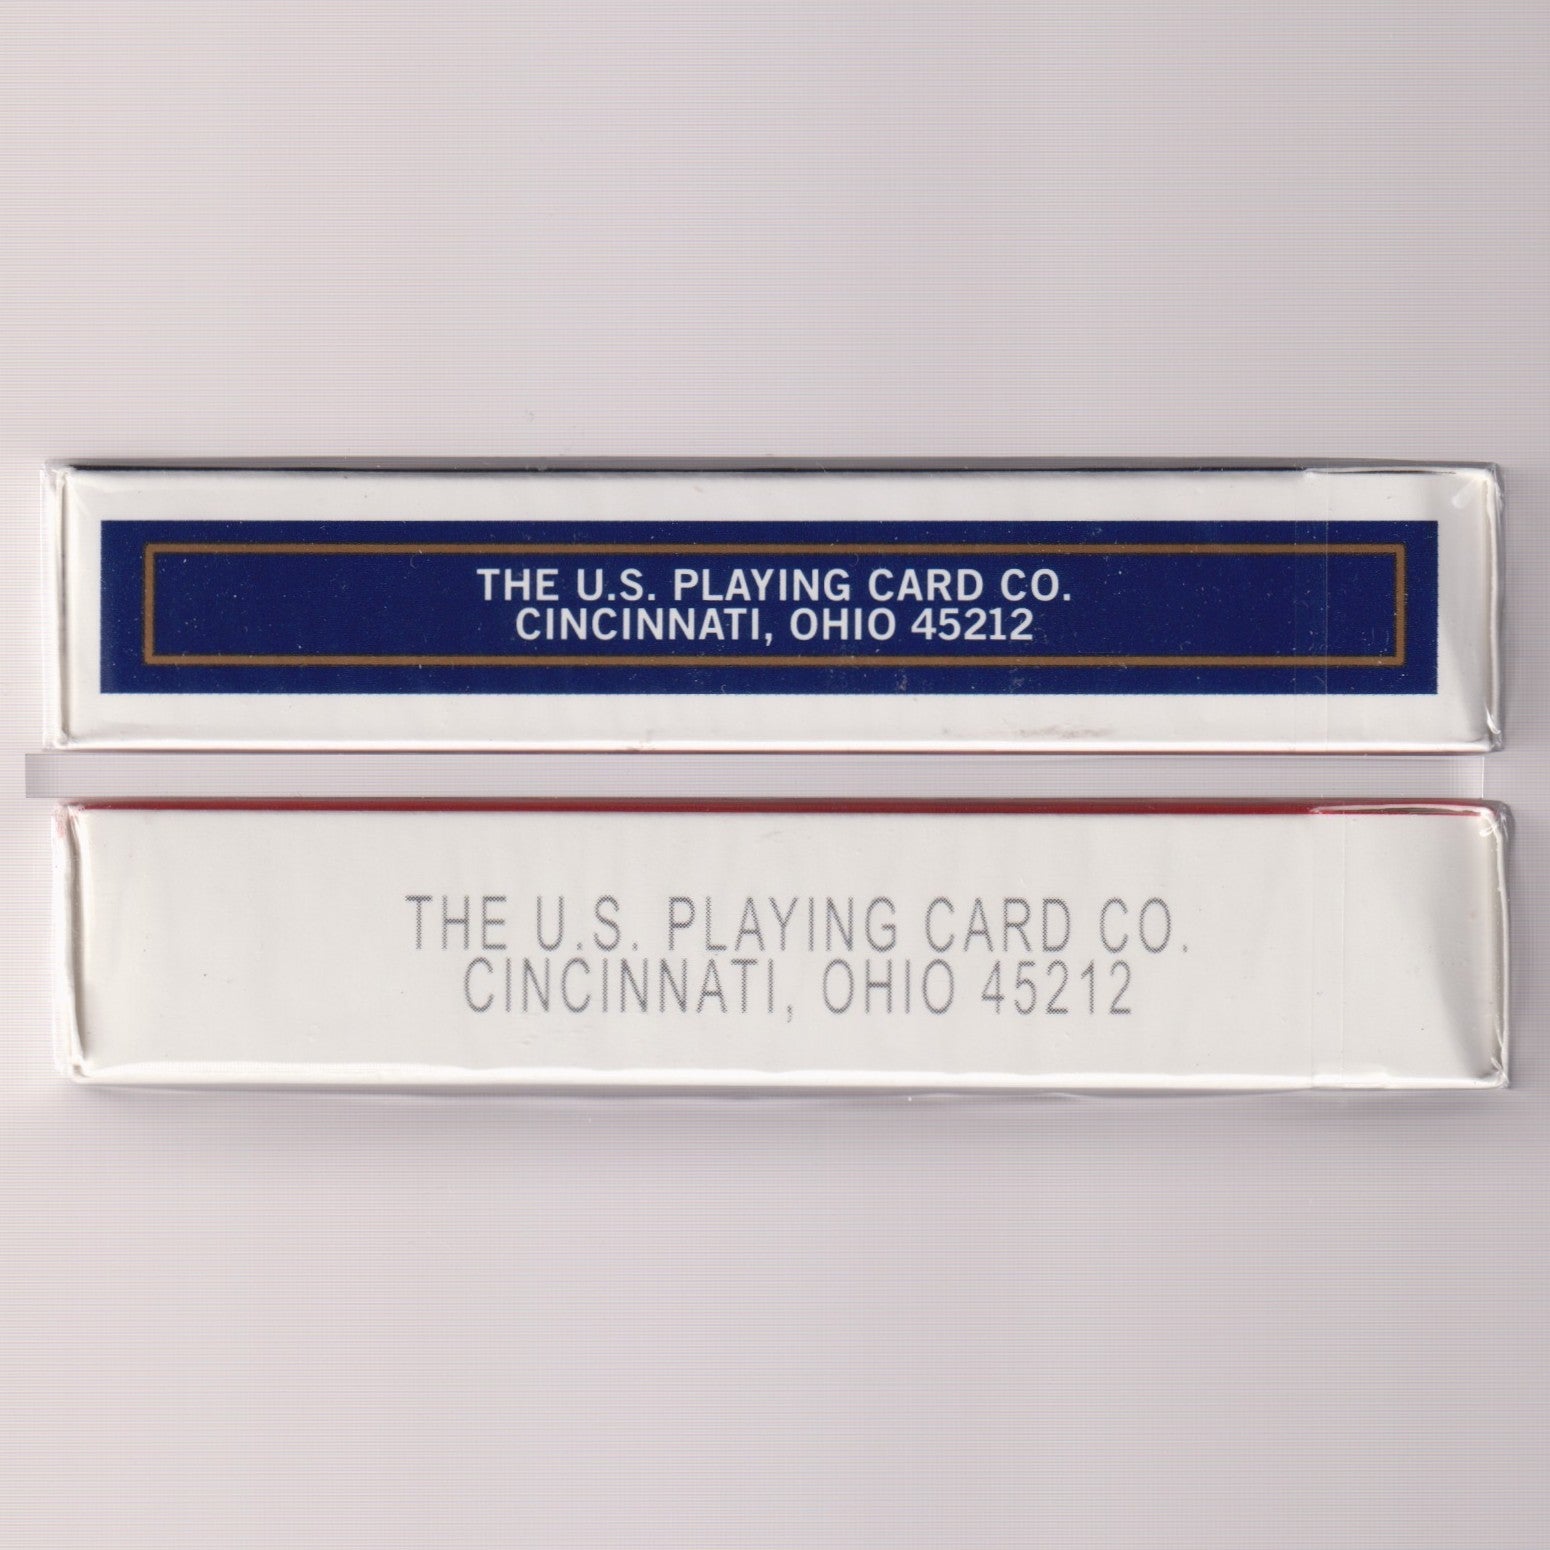 THE U.S. PLAYING CARD CO.
CINCINNATI, OHIO 45212
THE U.S. PLAYING CARD CO.
CINCINNATI, OHIO 45212